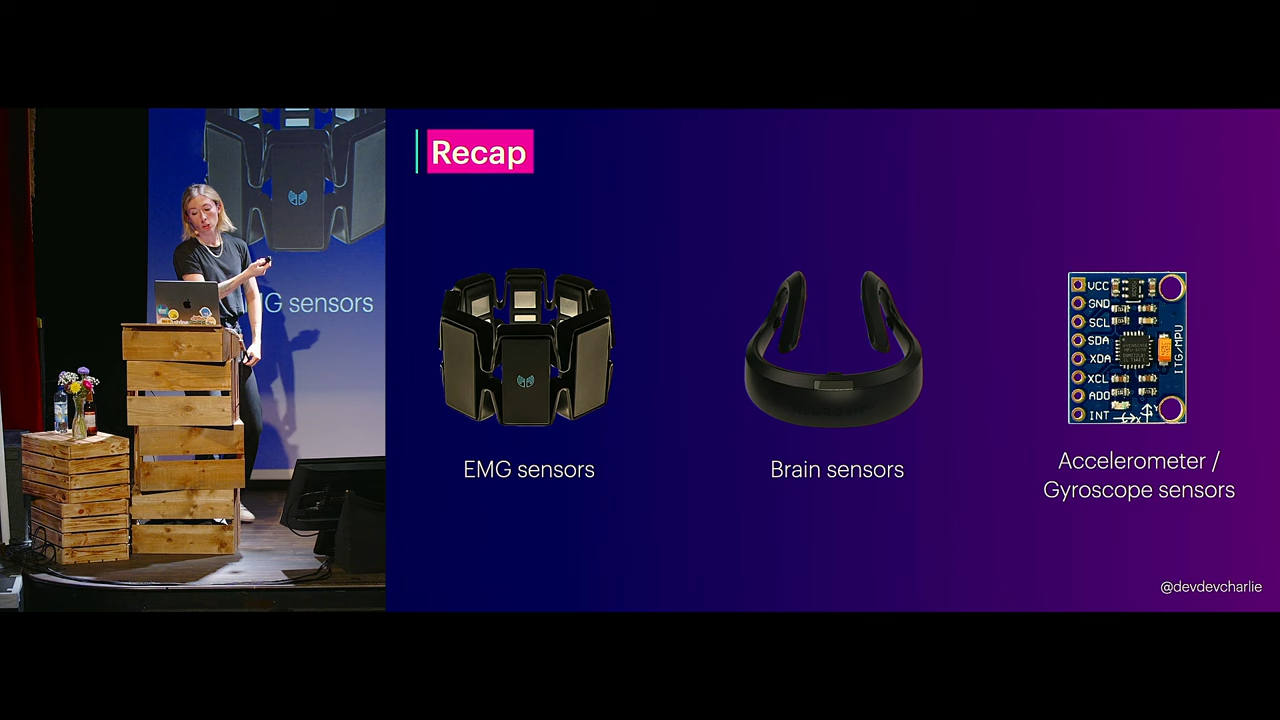 Recap
G sensors
EMG sensors
Brain sensors
Accelerometer /
Gyroscope sensors
VCC
GND
SCL
SDA
XDA
XCL
ADO
INT
ITG/MPU
@devdevcharlie